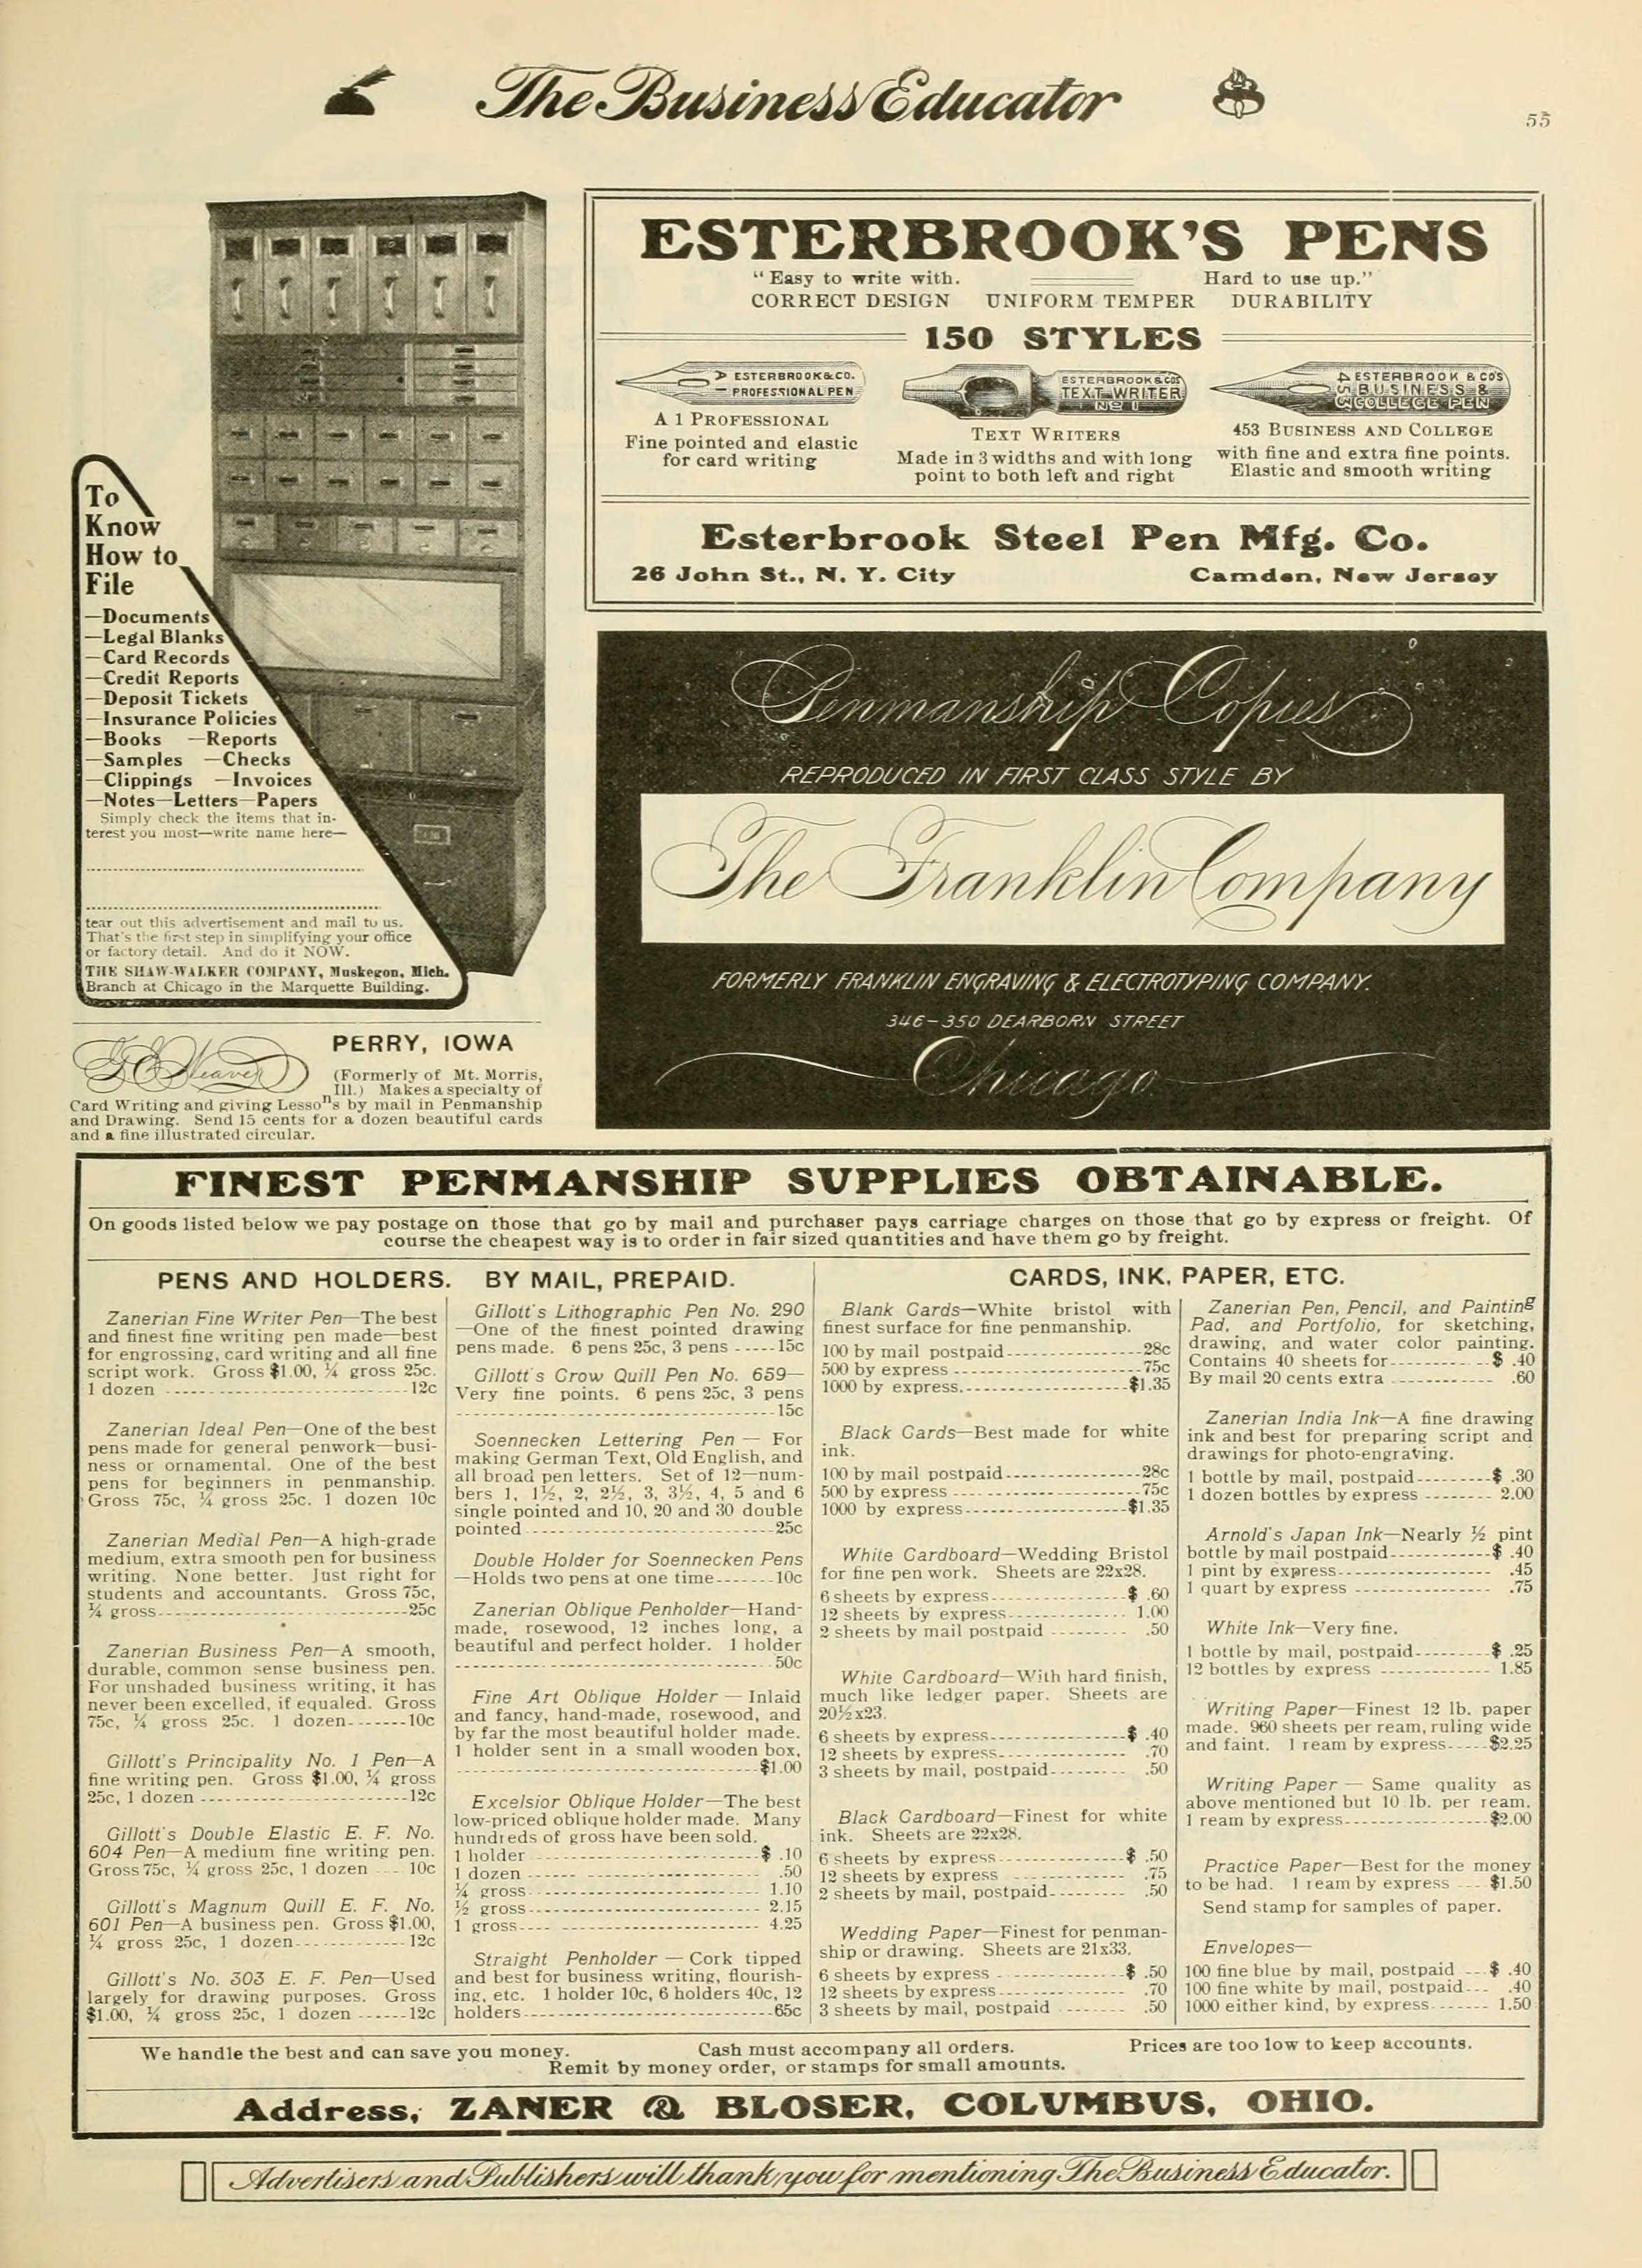 The Business Educator
55
To
Know
How to
File
—Documents
—Legal Blanks
—Card Records
—Credit Reports
—Deposit Tickets
—Insurance Policies
—Books —Reports
—Samples —Checks
—Clippings —Invoices
—Notes—Letters—Papers
Simply check the items that in-
terest you most—write name here—
tear out this advertisement and mail to us.
That's the first step in simplifying your office
or factory detail. And do it NOW.
THE SHAW-WALKER COMPANY, Muskegon, Mich.
Branch at Chicago in the Marquette Building.
ESTERBROOK'S PENS
"Easy to write with. Hard to use up."
CORRECT DESIGN UNIFORM TEMPER DURABILITY
150 STYLES
ESTERBROOK & CO.
PROFESSIONAL PEN
A 1 PROFESSIONAL
Fine pointed and elastic
for card writing
ESTERBROOK & CO'S
TEXT WRITER
No 1
TEXT WRITERS
Made in 3 widths and with long
point to both left and right
ESTERBROOK & CO'S
BUSINESS &
COLLEGE PEN
453
453 BUSINESS AND COLLEGE
with fine and extra fine points.
Elastic and smooth writing
Esterbrook Steel Pen Mfg. Co.
26 John St., N. Y. City Camden, New Jersey
Penmanship Copies
REPRODUCED IN FIRST CLASS STYLE BY
The Franklin Company
FORMERLY FRANKLIN ENGRAVING & ELECTROTYPING COMPANY.
346-350 DEARBORN STREET
Chicago
Weaver
PERRY, IOWA
(Formerly of Mt. Morris,
Ill.) Makes a specialty of
Card Writing and giving Lessons by mail in Penmanship
and Drawing. Send 15 cents for a dozen beautiful cards
and a fine illustrated circular.
FINEST PENMANSHIP SUPPLIES OBTAINABLE.
On goods listed below we pay postage on those that go by mail and purchaser pays carriage charges on those that go by express or freight. Of
course the cheapest way is to order in fair sized quantities and have them go by freight.
PENS AND HOLDERS. BY MAIL, PREPAID.
Zanerian Fine Writer Pen—The best
and finest fine writing pen made—best
for engrossing, card writing and all fine
script work. Gross $1.00, ¼ gross 25c.
1 dozen 12c
Zanerian Ideal Pen—One of the best
pens made for general penwork—busi-
ness or ornamental. One of the best
pens for beginners in penmanship.
Gross 75c, ¼ gross 25c. 1 dozen 10c
Zanerian Medial Pen—A high-grade
medium, extra smooth pen for business
writing. None better. Just right for
students and accountants. Gross 75c,
¼ gross 25c
Zanerian Business Pen—A smooth,
durable, common sense business pen.
For unshaded business writing, it has
never been excelled, if equaled. Gross
75c, ¼ gross 25c. 1 dozen 10c
Gillott's Principality No. 1 Pen—A
fine writing pen. Gross $1.00, ¼ gross
25c, 1 dozen 12c
Gillott's Double Elastic E. F. No.
604 Pen—A medium fine writing pen.
Gross 75c, ¼ gross 25c, 1 dozen 10c
Gillott's Magnum Quill E. F. No.
601 Pen—A business pen. Gross $1.00,
¼ gross 25c, 1 dozen 12c
Gillott's No. 303 E. F. Pen—Used
largely for drawing purposes. Gross
$1.00, ¼ gross 25c, 1 dozen 12c
Gillott's Lithographic Pen No. 290
—One of the finest pointed drawing
pens made. 6 pens 25c, 3 pens 15c
Gillott's Crow Quill Pen No. 659—
Very fine points. 6 pens 25c, 3 pens
15c
Soennecken Lettering Pen — For
making German Text, Old English, and
all broad pen letters. Set of 12—num-
bers 1, 1½, 2, 2½, 3, 3½, 4, 5 and 6
single pointed and 10, 20 and 30 double
pointed 25c
Double Holder for Soennecken Pens
—Holds two pens at one time 10c
Zanerian Oblique Penholder—Hand-
made, rosewood, 12 inches long, a
beautiful and perfect holder. 1 holder
50c
Fine Art Oblique Holder — Inlaid
and fancy, hand-made, rosewood, and
by far the most beautiful holder made.
1 holder sent in a small wooden box,
$1.00
Excelsior Oblique Holder—The best
low-priced oblique holder made. Many
hundreds of gross have been sold.
1 holder $ .10
1 dozen .50
¼ gross 1.10
½ gross 2.15
1 gross 4.25
Straight Penholder — Cork tipped
and best for business writing, flourish-
ing, etc. 1 holder 10c, 6 holders 40c, 12
holders 65c
CARDS, INK, PAPER, ETC.
Blank Cards—White bristol with
finest surface for fine penmanship.
100 by mail postpaid 28c
500 by express 75c
1000 by express. $1.35
Black Cards—Best made for white
ink.
100 by mail postpaid 28c
500 by express 75c
1000 by express $1.35
White Cardboard—Wedding Bristol
for fine pen work. Sheets are 22x28.
6 sheets by express $ .60
12 sheets by express 1.00
2 sheets by mail postpaid .50
White Cardboard—With hard finish,
much like ledger paper. Sheets are
20½x23.
6 sheets by express $ .40
12 sheets by express .70
3 sheets by mail, postpaid .50
Black Cardboard—Finest for white
ink. Sheets are 22x28.
6 sheets by express $ .50
12 sheets by express .75
2 sheets by mail, postpaid .50
Wedding Paper—Finest for penman-
ship or drawing. Sheets are 21x33.
6 sheets by express $ .50
12 sheets by express .70
3 sheets by mail, postpaid .50
Zanerian Pen, Pencil, and Painting
Pad, and Portfolio, for sketching,
drawing, and water color painting.
Contains 40 sheets for $ .40
By mail 20 cents extra .60
Zanerian India Ink—A fine drawing
ink and best for preparing script and
drawings for photo-engraving.
1 bottle by mail, postpaid $ .30
1 dozen bottles by express 2.00
Arnold's Japan Ink—Nearly ½ pint
bottle by mail postpaid $ .40
1 pint by express .45
1 quart by express .75
White Ink—Very fine.
1 bottle by mail, postpaid $ .25
12 bottles by express 1.85
Writing Paper—Finest 12 lb. paper
made. 960 sheets per ream, ruling wide
and faint. 1 ream by express $2.25
Writing Paper — Same quality as
above mentioned but 10 lb. per ream.
1 ream by express $2.00
Practice Paper—Best for the money
to be had. 1 ream by express $1.50
Send stamp for samples of paper.
Envelopes—
100 fine blue by mail, postpaid $ .40
100 fine white by mail, postpaid .40
1000 either kind, by express 1.50
We handle the best and can save you money. Cash must accompany all orders. Prices are too low to keep accounts.
Remit by money order, or stamps for small amounts.
Address, ZANER & BLOSER, COLUMBUS, OHIO.
Advertisers and Publishers will thank you for mentioning The Business Educator.